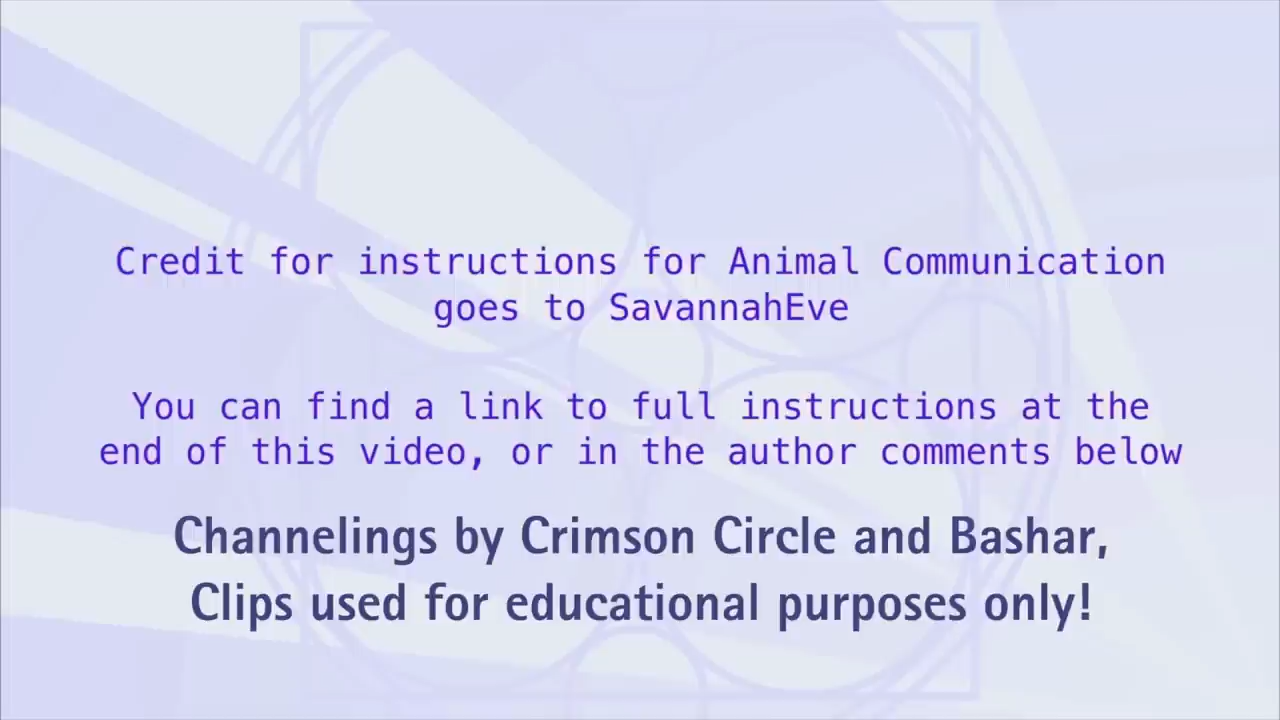 Credit for instructions for Animal Communication
goes to SavannahEve
You can find a link to full instructions at the
end of this video, or in the author comments below
Channelings by Crimson Circle and Bashar,
Clips used for educational purposes only!